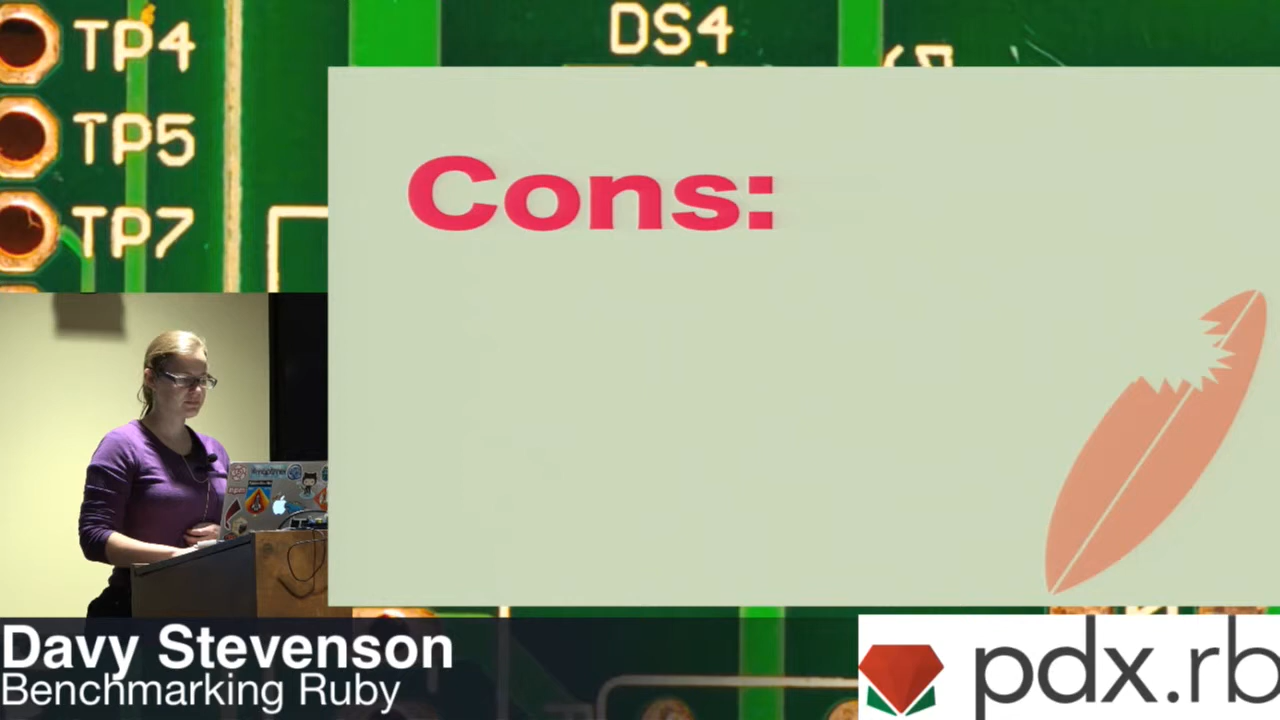 TP4
DS4
TP5
TP7
Cons:
Davy Stevenson
Benchmarking Ruby
pdx.rb